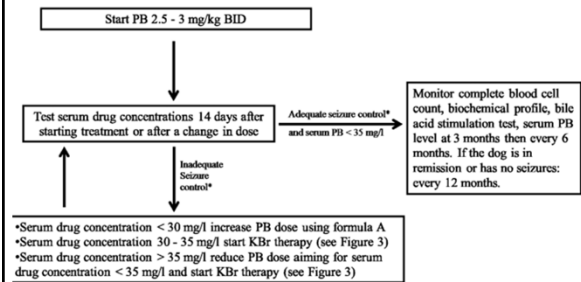 Start PB 2.5 - 3 mg/kg BID
Test serum drug concentrations 14 days after
starting treatment or after a change in dose
Adequate seizure control*
and serum PB < 35 mg/l
Monitor complete blood cell
count, biochemical profile, bile
acid stimulation test, serum PB
level at 3 months then every 6
months. If the dog is in
remission or has no seizures:
every 12 months.
Inadequate
Seizure
control*
•Serum drug concentration < 30 mg/l increase PB dose using formula A
•Serum drug concentration 30 - 35 mg/l start KBr therapy (see Figure 3)
•Serum drug concentration > 35 mg/l reduce PB dose aiming for serum
drug concentration < 35 mg/l and start KBr therapy (see Figure 3)